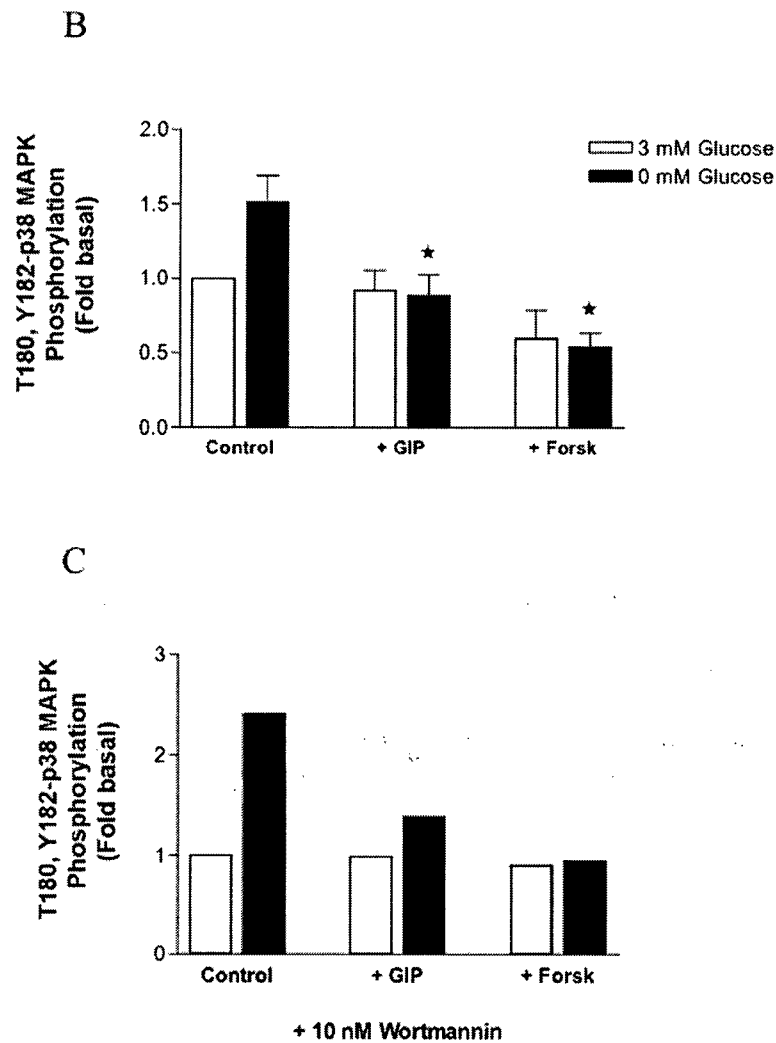 B
T180, Y182-p38 MAPK
Phosphorylation
(Fold basal)
2.0
1.5
1.0
0.5
0.0
Control
+ GIP
+ Forsk
3 mM Glucose
0 mM Glucose
C
T180, Y182-p38 MAPK
Phosphorylation
(Fold basal)
3
2
1
0
Control
+ GIP
+ Forsk
+ 10 nM Wortmannin